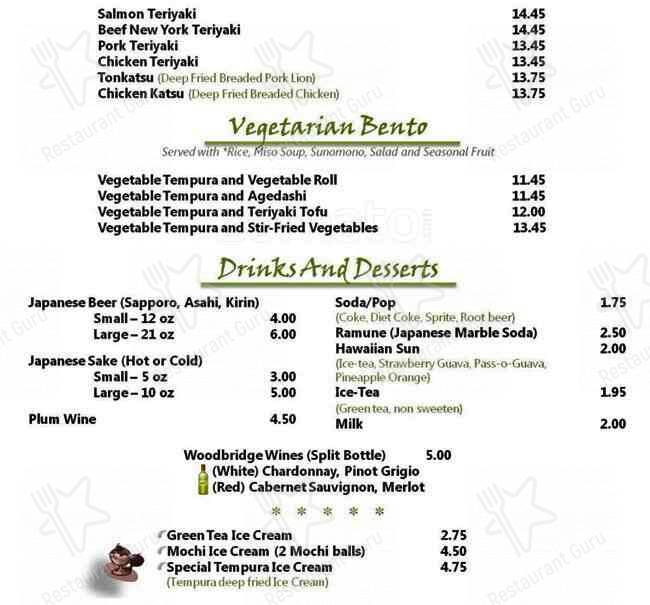 Salmon Teriyaki 14.45
Beef New York Teriyaki 14.45
Pork Teriyaki 13.45
Chicken Teriyaki 13.45
Tonkatsu (Deep Fried Breaded Pork Lion) 13.75
Chicken Katsu (Deep Fried Breaded Chicken) 13.75
Vegetarian Bento
Served with *Rice, Miso Soup, Sunomono, Salad and Seasonal Fruit
Vegetable Tempura and Vegetable Roll 11.45
Vegetable Tempura and Agedashi 11.45
Vegetable Tempura and Teriyaki Tofu 12.00
Vegetable Tempura and Stir-Fried Vegetables 13.45
Drinks And Desserts
Japanese Beer (Sapporo, Asahi, Kirin)
Small – 12 oz 4.00
Large – 21 oz 6.00
Japanese Sake (Hot or Cold)
Small – 5 oz 3.00
Large – 10 oz 5.00
Plum Wine 4.50
Soda/Pop 1.75
(Coke, Diet Coke, Sprite, Root beer)
Ramune (Japanese Marble Soda) 2.50
Hawaiian Sun 2.00
(Ice-tea, Strawberry Guava, Pass-o-Guava,
Pineapple Orange)
Ice-Tea 1.95
(Green tea, non sweeten)
Milk 2.00
Woodbridge Wines (Split Bottle) 5.00
(White) Chardonnay, Pinot Grigio
(Red) Cabernet Sauvignon, Merlot
* * * * *
Green Tea Ice Cream 2.75
Mochi Ice Cream (2 Mochi balls) 4.50
Special Tempura Ice Cream 4.75
(Tempura deep fried Ice Cream)
Restaurant Guru